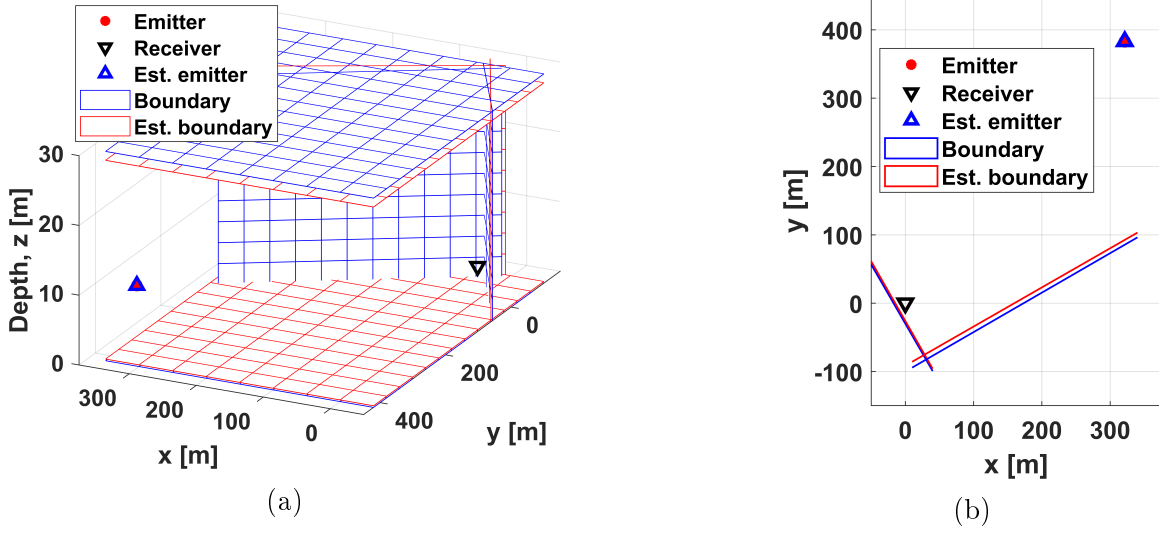 Emitter
Receiver
Est. emitter
Boundary
Est. boundary
30
20
10
0
Depth, z [m]
300
200
100
0
x [m]
0
200
400
y [m]
(a)
400
300
200
100
0
-100
y [m]
Emitter
Receiver
Est. emitter
Boundary
Est. boundary
0
100
200
300
x [m]
(b)